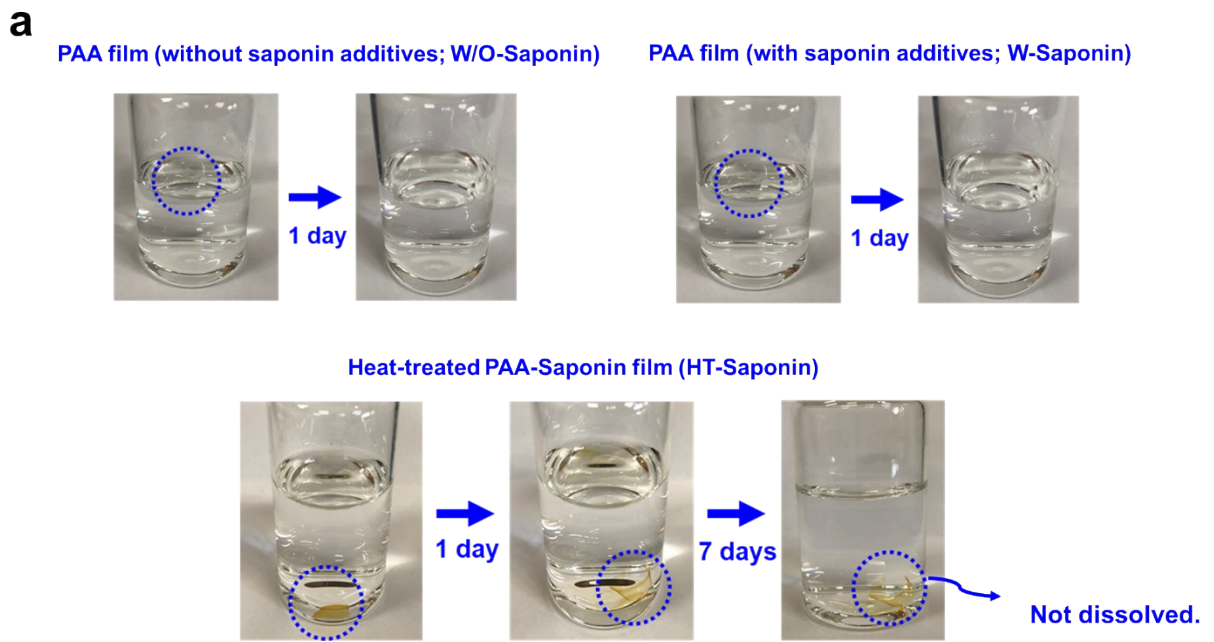 a
PAA film (without saponin additives; W/O-Saponin)
PAA film (with saponin additives; W-Saponin)
1 day
1 day
Heat-treated PAA-Saponin film (HT-Saponin)
1 day
7 days
Not dissolved.